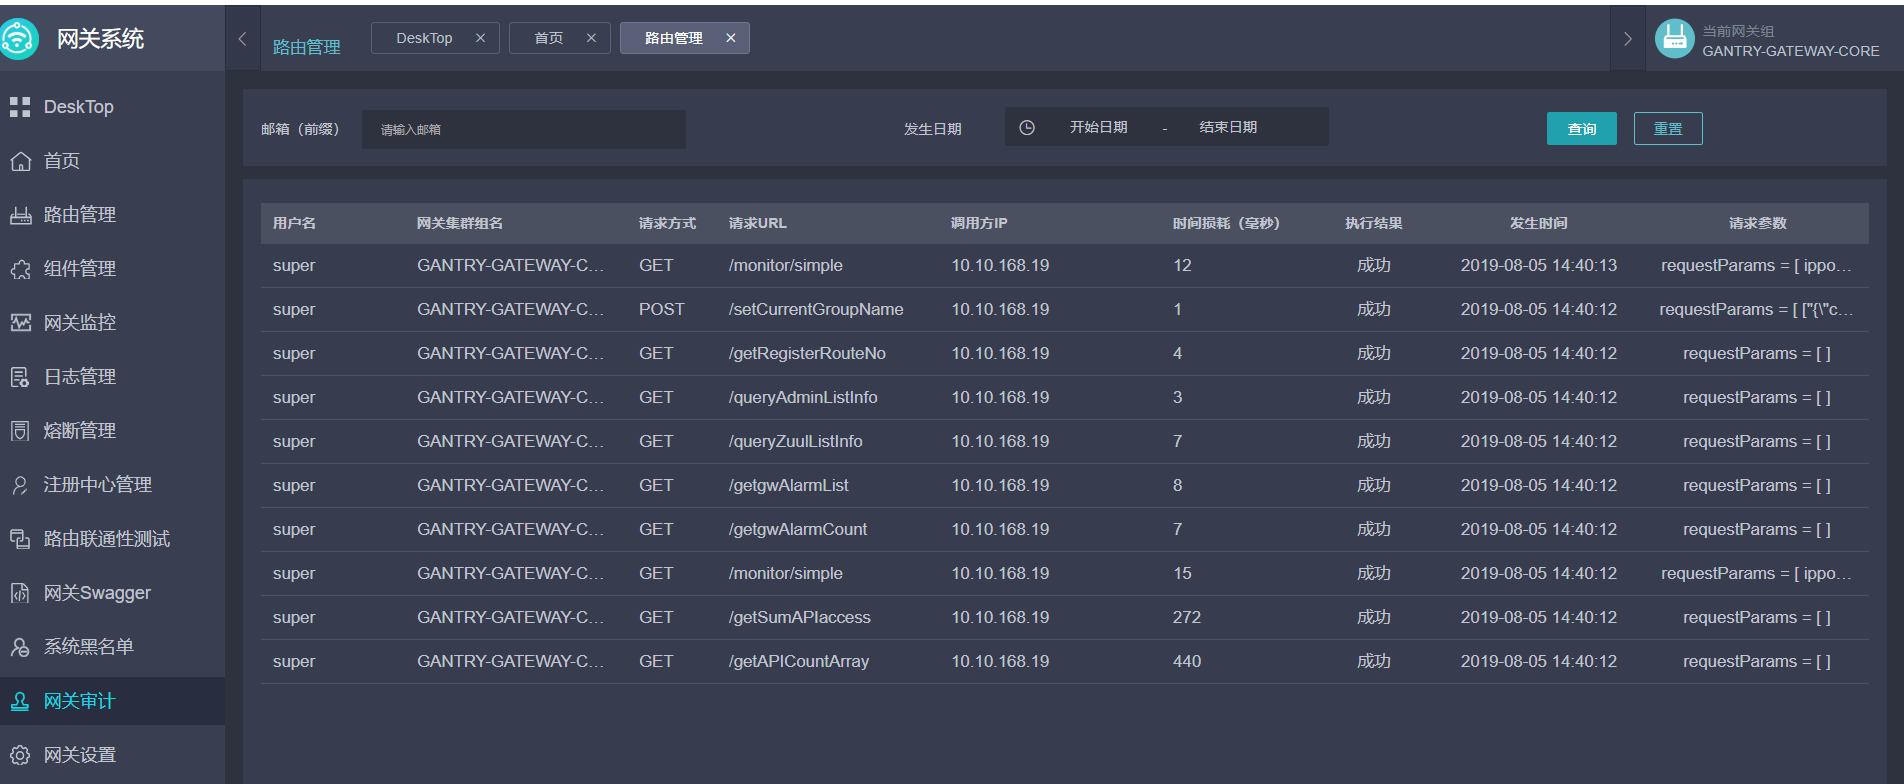 网关系统
路由管理
DeskTop
首页
路由管理
当前网关组
GANTRY-GATEWAY-CORE
DeskTop
首页
路由管理
组件管理
网关监控
日志管理
熔断管理
注册中心管理
路由联通性测试
网关Swagger
系统黑名单
网关审计
网关设置
邮箱（前缀） 请输入邮箱 发生日期 开始日期 - 结束日期 查询 重置
用户名 网关集群组名 请求方式 请求URL 调用方IP 时间损耗（毫秒） 执行结果 发生时间 请求参数
super GANTRY-GATEWAY-C... GET /monitor/simple 10.10.168.19 12 成功 2019-08-05 14:40:13 requestParams = [ ippo...
super GANTRY-GATEWAY-C... POST /setCurrentGroupName 10.10.168.19 1 成功 2019-08-05 14:40:12 requestParams = [ ["{\"c...
super GANTRY-GATEWAY-C... GET /getRegisterRouteNo 10.10.168.19 4 成功 2019-08-05 14:40:12 requestParams = [ ]
super GANTRY-GATEWAY-C... GET /queryAdminListInfo 10.10.168.19 3 成功 2019-08-05 14:40:12 requestParams = [ ]
super GANTRY-GATEWAY-C... GET /queryZuulListInfo 10.10.168.19 7 成功 2019-08-05 14:40:12 requestParams = [ ]
super GANTRY-GATEWAY-C... GET /getgwAlarmList 10.10.168.19 8 成功 2019-08-05 14:40:12 requestParams = [ ]
super GANTRY-GATEWAY-C... GET /getgwAlarmCount 10.10.168.19 7 成功 2019-08-05 14:40:12 requestParams = [ ]
super GANTRY-GATEWAY-C... GET /monitor/simple 10.10.168.19 15 成功 2019-08-05 14:40:12 requestParams = [ ippo...
super GANTRY-GATEWAY-C... GET /getSumAPIaccess 10.10.168.19 272 成功 2019-08-05 14:40:12 requestParams = [ ]
super GANTRY-GATEWAY-C... GET /getAPICountArray 10.10.168.19 440 成功 2019-08-05 14:40:12 requestParams = [ ]